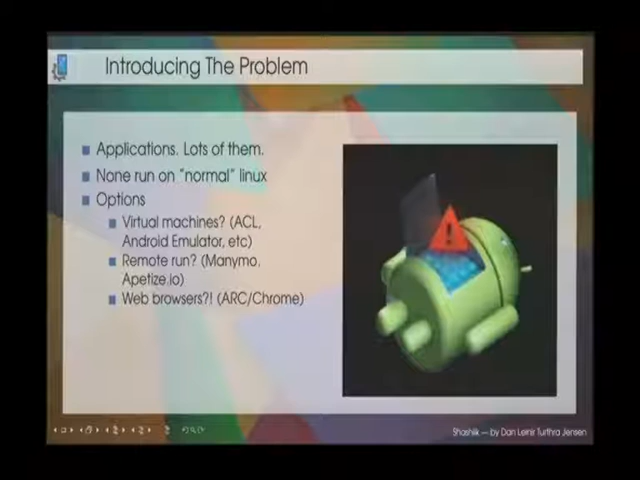 Introducing The Problem
Applications. Lots of them.
None run on "normal" linux
Options
Virtual machines? (ACL,
Android Emulator, etc)
Remote run? (Manymo,
Apetize.io)
Web browsers?! (ARC/Chrome)
Shashlik — by Dan Leinir Turthra Jensen